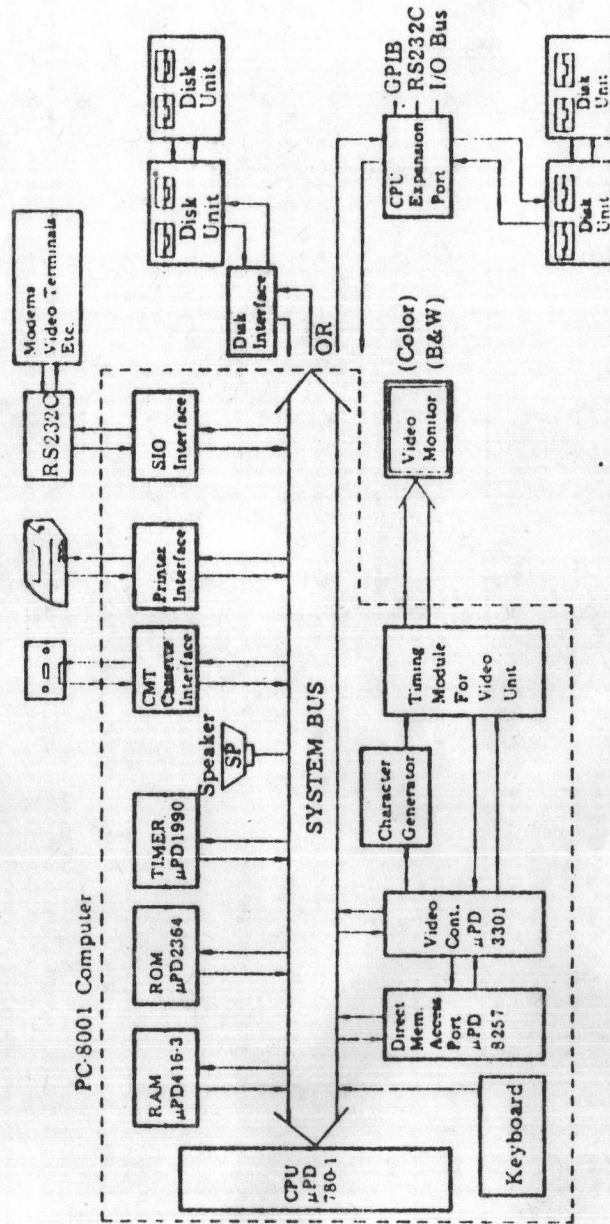 PC-8001 Computer
CPU
μPD
780-1
RAM
μPD416-3
ROM
μPD2364
TIMER
μPD1990
Speaker
SP
CMT
Cassette
Interface
Printer
Interface
SIO
Interface
RS232C
Modems
Video Terminals
Etc.
SYSTEM BUS
OR
Disk
Interface
Disk
Unit
Disk
Unit
Keyboard
Direct
Mem.
Access
Port
μPD
8257
Video
Cont.
μPD
3301
Character
Generator
Timing
Module
For
Video
Unit
Video
Monitor
(Color)
(B&W)
CPU
Expansion
Port
GPIB
RS232C
I/O Bus
Disk
Unit
Disk
Unit